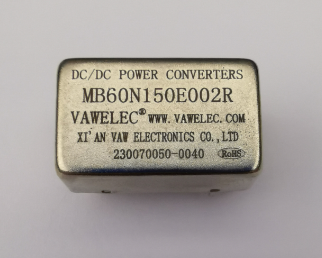 DC/DC POWER CONVERTERS
MB60N150E002R
VAWELEC® WWW.VAWELEC.COM
XI'AN VAW ELECTRONICS CO.,LTD
230070050-0040 RoHS